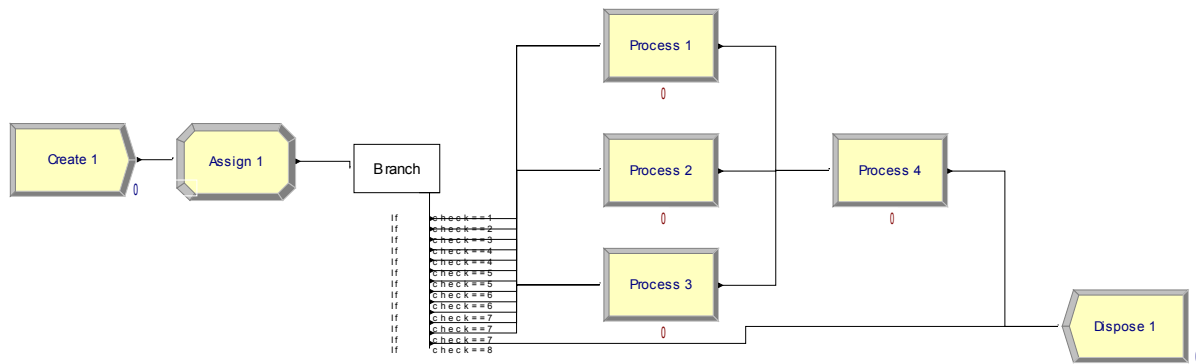 Create 1
0
Assign 1
Branch
If check==1
If check==2
If check==3
If check==4
If check==4
If check==5
If check==5
If check==6
If check==6
If check==7
If check==7
If check==7
If check==8
Process 1
0
Process 2
0
Process 3
0
Process 4
0
Dispose 1